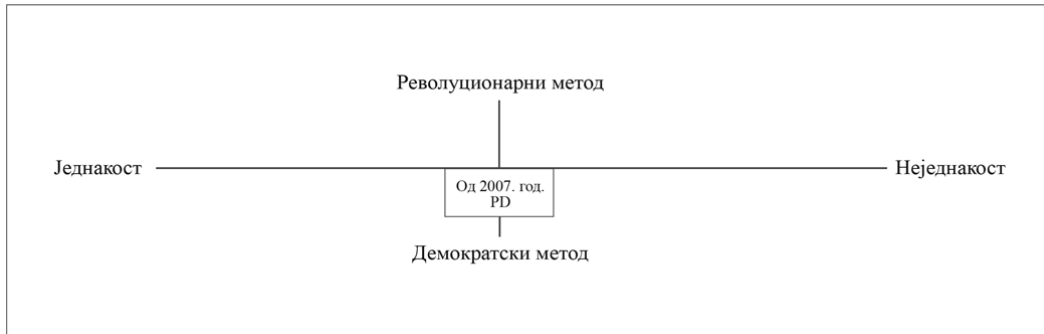 Револуционарни метод
Једнакост
Неједнакост
Од 2007. год.
PD
Демократски метод